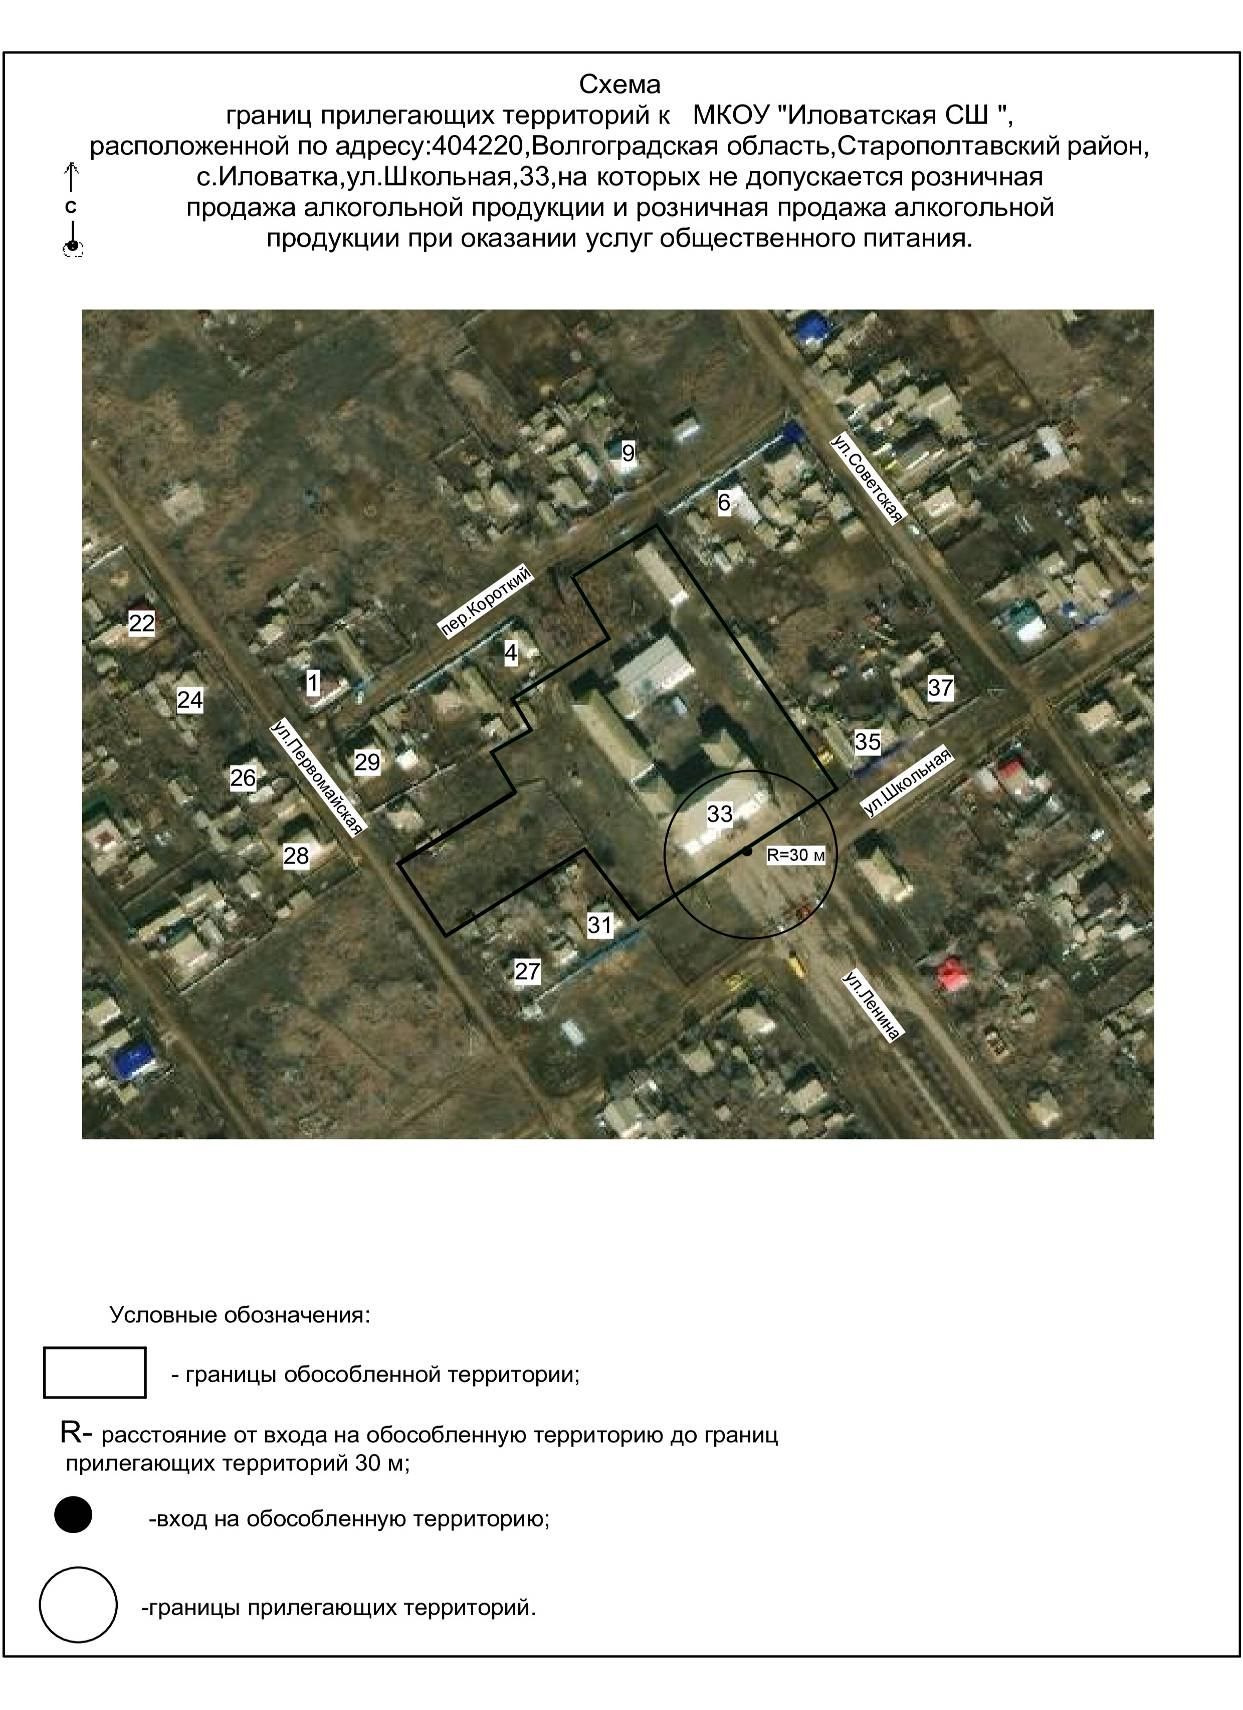 Схема
границ прилегающих территорий к МКОУ "Иловатская СШ ",
расположенной по адресу:404220,Волгоградская область,Старополтавский район,
с.Иловатка,ул.Школьная,33,на которых не допускается розничная
продажа алкогольной продукции и розничная продажа алкогольной
продукции при оказании услуг общественного питания.
с
9
ул.Советская
6
пер.Короткий
22
4
1
24
37
ул.Первомайская
29
35
26
ул.Школьная
33
28
R=30 м
31
27
ул.Ленина
Условные обозначения:
- границы обособленной территории;
R- расстояние от входа на обособленную территорию до границ
прилегающих территорий 30 м;
-вход на обособленную территорию;
-границы прилегающих территорий.